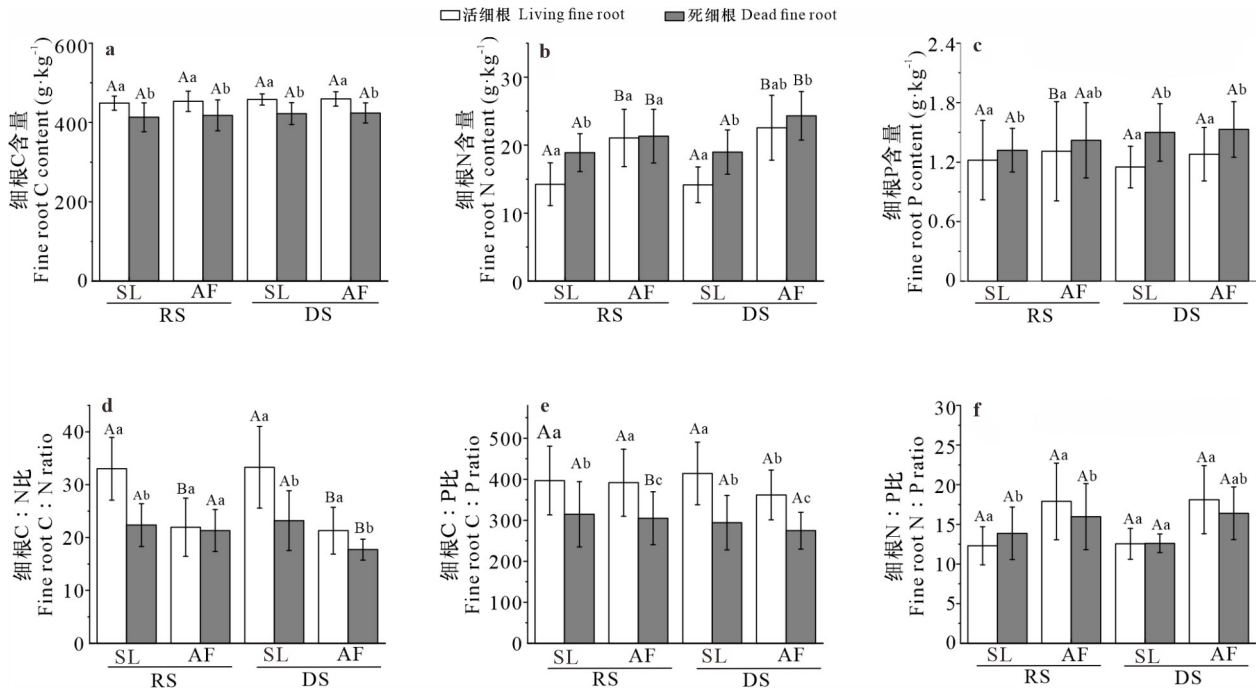 活细根 Living fine root 死细根 Dead fine root
a
细根C含量
Fine root C content (g·kg⁻¹)
600
400
200
0
Aa Ab Aa Ab Aa Ab Aa Ab
SL AF SL AF
RS DS
b
细根N含量
Fine root N content (g·kg⁻¹)
30
20
10
0
Aa Ab Ba Ba Aa Ab Bab Bb
SL AF SL AF
RS DS
c
细根P含量
Fine root P content (g·kg⁻¹)
2.4
1.8
1.2
0.6
0
Aa Ab Ba Aab Aa Ab Aa Ab
SL AF SL AF
RS DS
d
细根C：N比
Fine root C：N ratio
40
30
20
10
0
Aa Ab Ba Aa Aa Ab Ba Bb
SL AF SL AF
RS DS
e
细根C：P比
Fine root C：P ratio
500
400
300
200
100
0
Aa Ab Aa Bc Aa Ab Ab Ac
SL AF SL AF
RS DS
f
细根N：P比
Fine root N：P ratio
30
25
20
15
12.5
7.5
5
2.5
0
Aa Ab Aa Ab Aa Aa Aa Aab
SL AF SL AF
RS DS